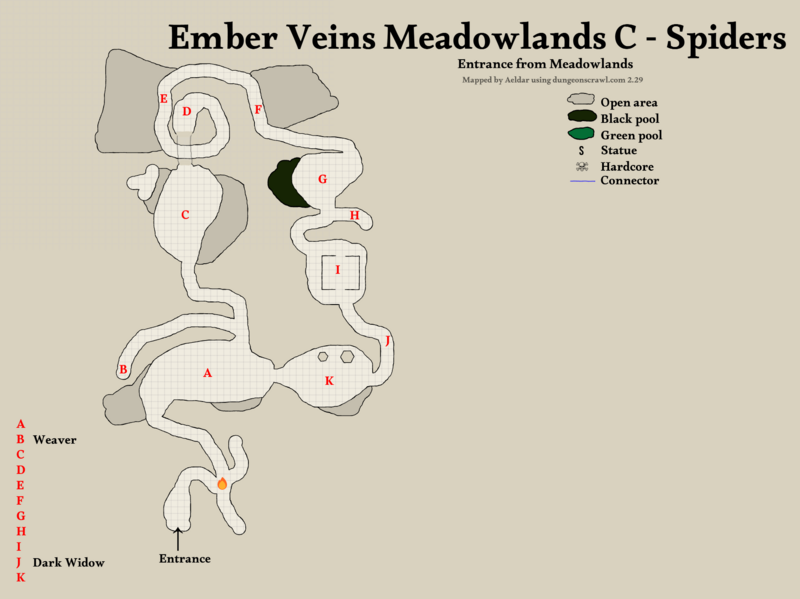 Ember Veins Meadowlands C - Spiders
Entrance from Meadowlands
Mapped by Aeldar using dungeonscrawl.com 2.29
Open area
Black pool
Green pool
S Statue
Hardcore
Connector
E
D
F
G
C
H
I
J
B
A
K
A
B Weaver
C
D
E
F
G
H
I
J Dark Widow
K
Entrance